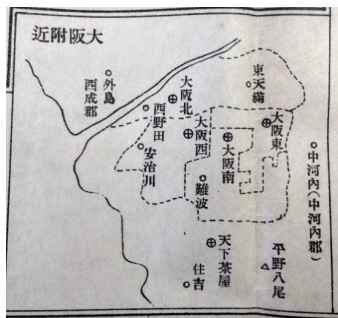 近附阪大
外島
西成郡
西野田
大阪北
東天滿
大阪西
大阪南
大阪東
安治川
難波
中河內(中河內郡)
天下茶屋
住吉
平野八尾